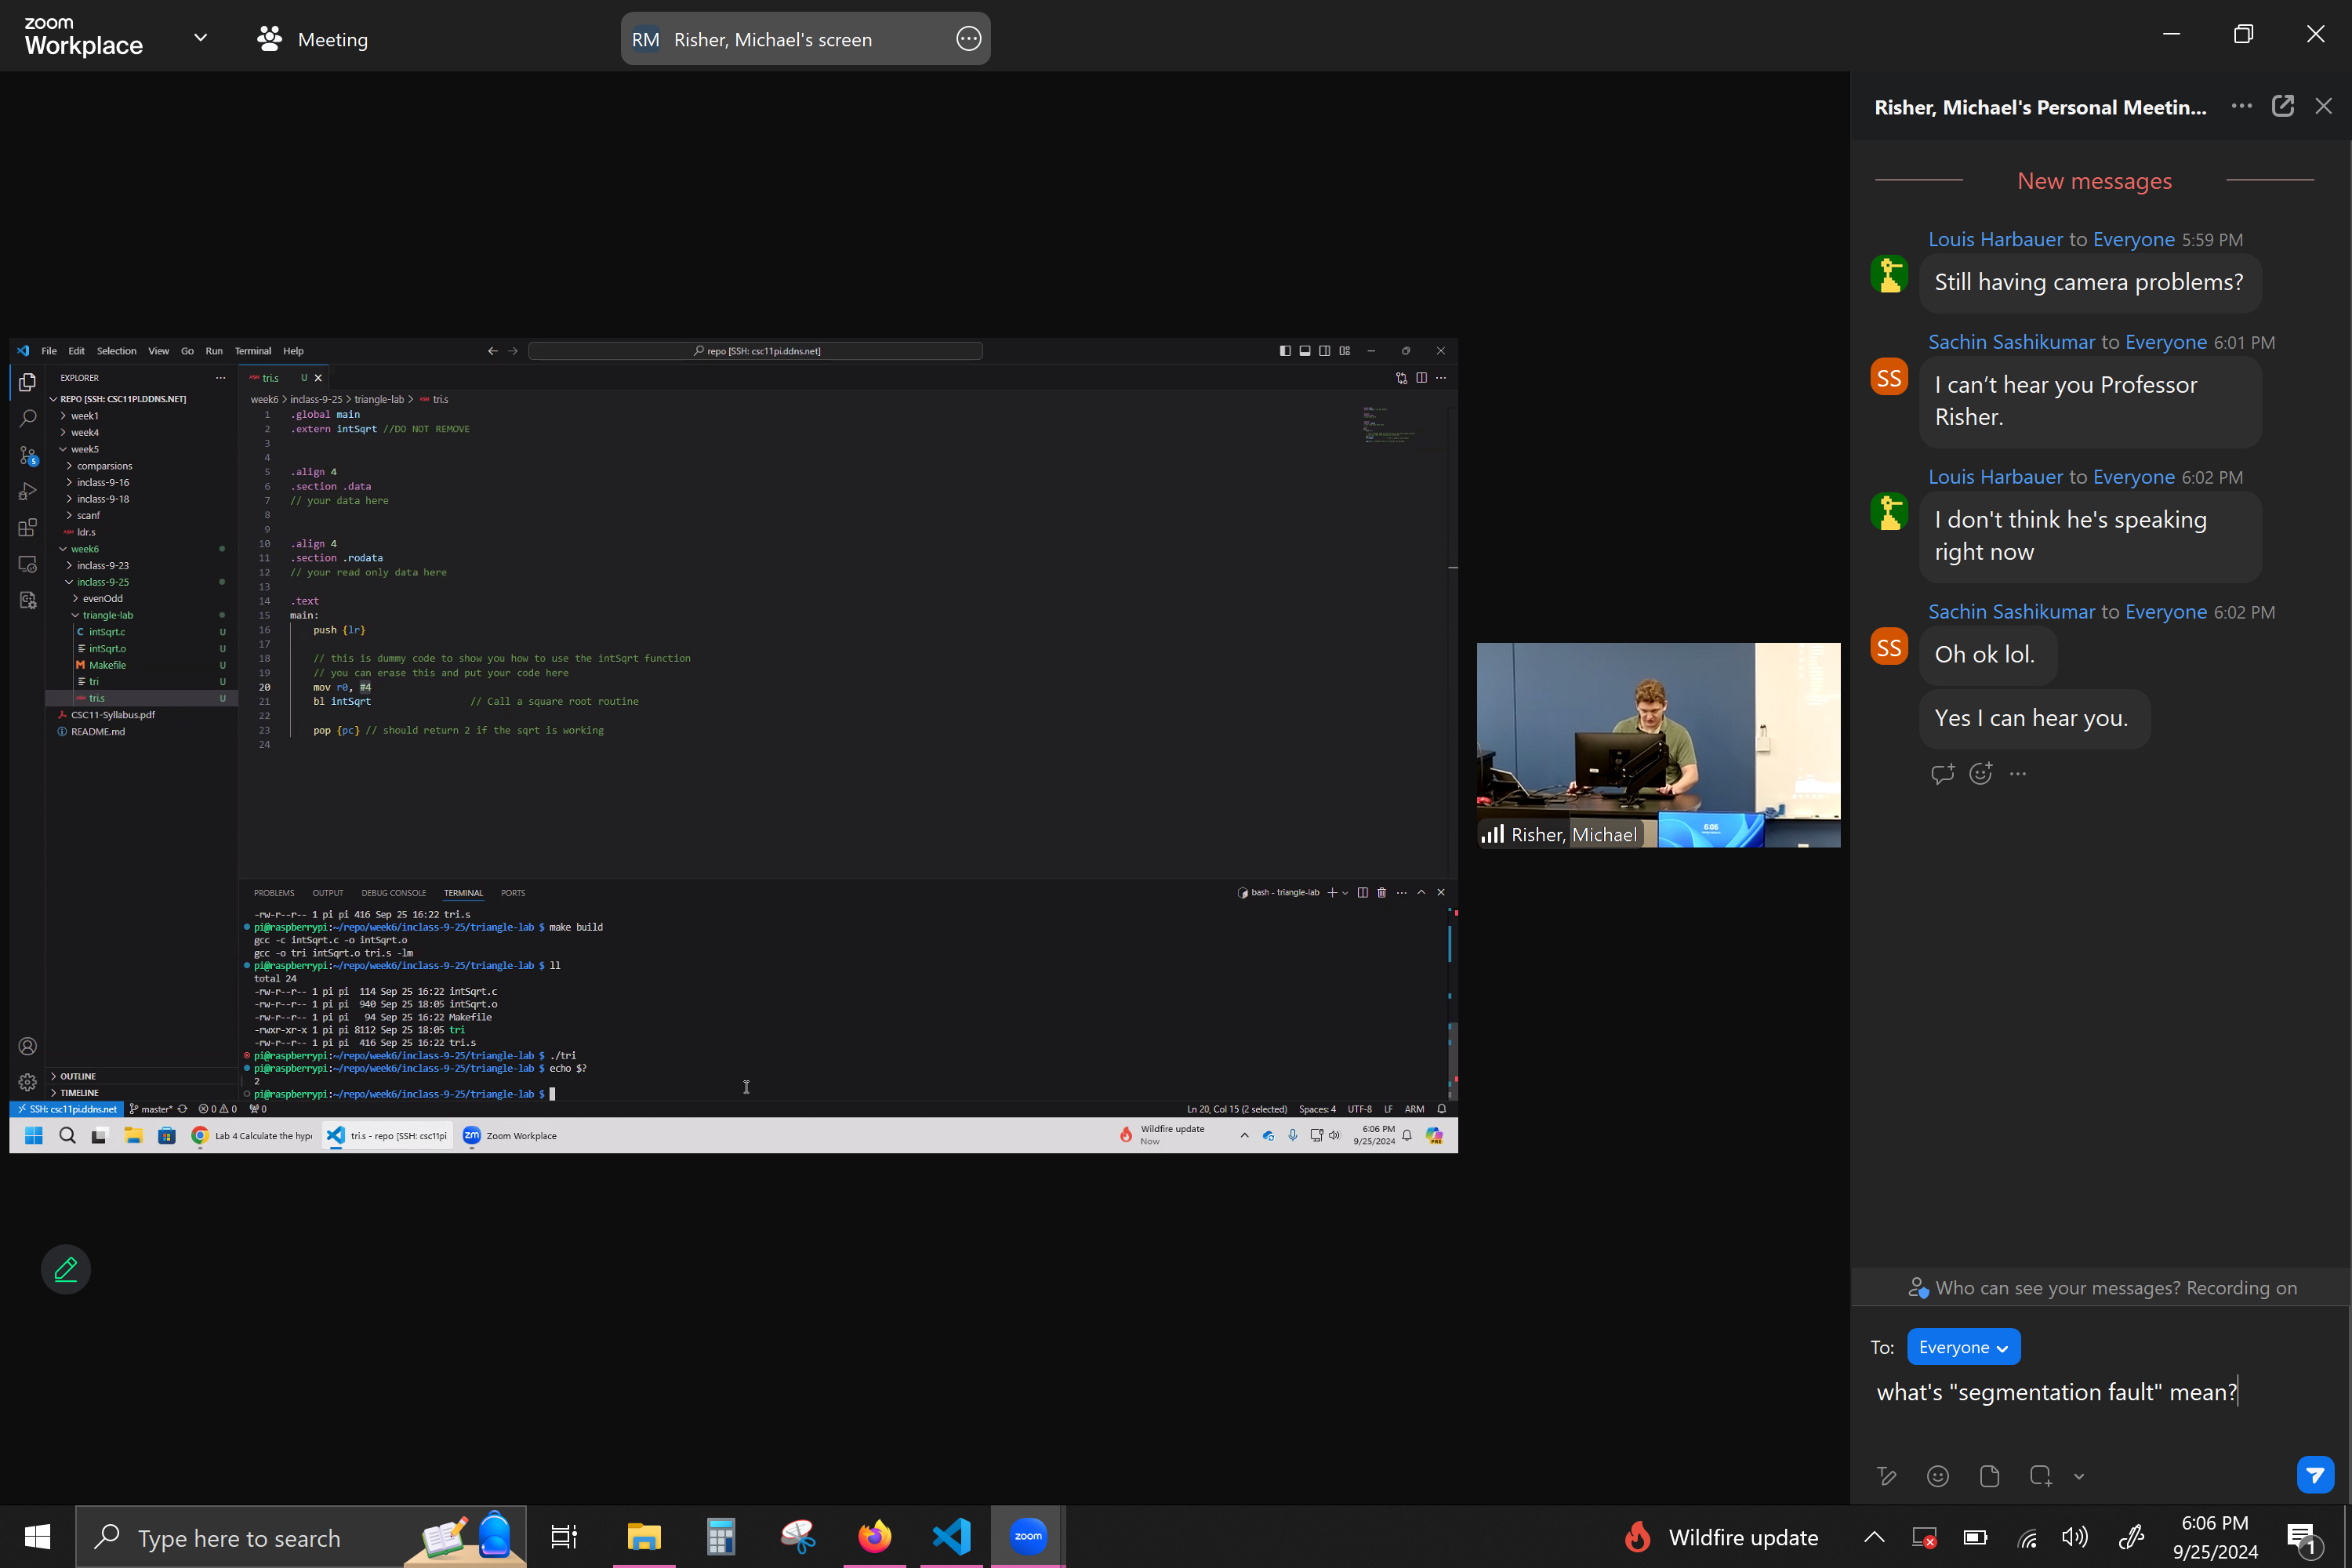 zoom
Workplace
Meeting
RM Risher, Michael's screen
Risher, Michael's Personal Meetin...
New messages
Louis Harbauer to Everyone 5:59 PM
Still having camera problems?
Sachin Sashikumar to Everyone 6:01 PM
SS
I can’t hear you Professor
Risher.
Louis Harbauer to Everyone 6:02 PM
I don't think he's speaking
right now
Sachin Sashikumar to Everyone 6:02 PM
SS
Oh ok lol.
Yes I can hear you.
Who can see your messages? Recording on
To: Everyone
what's "segmentation fault" mean?
File Edit Selection View Go Run Terminal Help
repo [SSH: csc11pi.ddns.net]
EXPLORER
REPO [SSH: CSC11PI.DDNS.NET]
week1
week4
week5
comparsions
inclass-9-16
inclass-9-18
scanf
ASM ldr.s
week6
inclass-9-23
inclass-9-25
evenOdd
triangle-lab
C intSqrt.c U
intSqrt.o U
M Makefile U
tri U
ASM tri.s U
CSC11-Syllabus.pdf
README.md
OUTLINE
TIMELINE
ASM tri.s U
week6 > inclass-9-25 > triangle-lab > ASM tri.s
1 .global main
2 .extern intSqrt //DO NOT REMOVE
3
4
5 .align 4
6 .section .data
7 // your data here
8
9
10 .align 4
11 .section .rodata
12 // your read only data here
13
14 .text
15 main:
16 push {lr}
17
18 // this is dummy code to show you how to use the intSqrt function
19 // you can erase this and put your code here
20 mov r0, #4
21 bl intSqrt // Call a square root routine
22
23 pop {pc} // should return 2 if the sqrt is working
24
PROBLEMS OUTPUT DEBUG CONSOLE TERMINAL PORTS
bash - triangle-lab
-rw-r--r-- 1 pi pi 416 Sep 25 16:22 tri.s
pi@raspberrypi:~/repo/week6/inclass-9-25/triangle-lab $ make build
gcc -c intSqrt.c -o intSqrt.o
gcc -o tri intSqrt.o tri.s -lm
pi@raspberrypi:~/repo/week6/inclass-9-25/triangle-lab $ ll
total 24
-rw-r--r-- 1 pi pi 114 Sep 25 16:22 intSqrt.c
-rw-r--r-- 1 pi pi 940 Sep 25 18:05 intSqrt.o
-rw-r--r-- 1 pi pi 94 Sep 25 16:22 Makefile
-rwxr-xr-x 1 pi pi 8112 Sep 25 18:05 tri
-rw-r--r-- 1 pi pi 416 Sep 25 16:22 tri.s
pi@raspberrypi:~/repo/week6/inclass-9-25/triangle-lab $ ./tri
pi@raspberrypi:~/repo/week6/inclass-9-25/triangle-lab $ echo $?
2
pi@raspberrypi:~/repo/week6/inclass-9-25/triangle-lab $
SSH: csc11pi.ddns.net master* 0 0 0
Ln 20, Col 15 (2 selected) Spaces: 4 UTF-8 LF ARM
Lab 4 Calculate the hyp
tri.s - repo [SSH: csc11pi
zm Zoom Workplace
Wildfire update
Now
6:06 PM
9/25/2024
PRE
6:06
Risher, Michael
Type here to search
zoom
Wildfire update
6:06 PM
9/25/2024
1